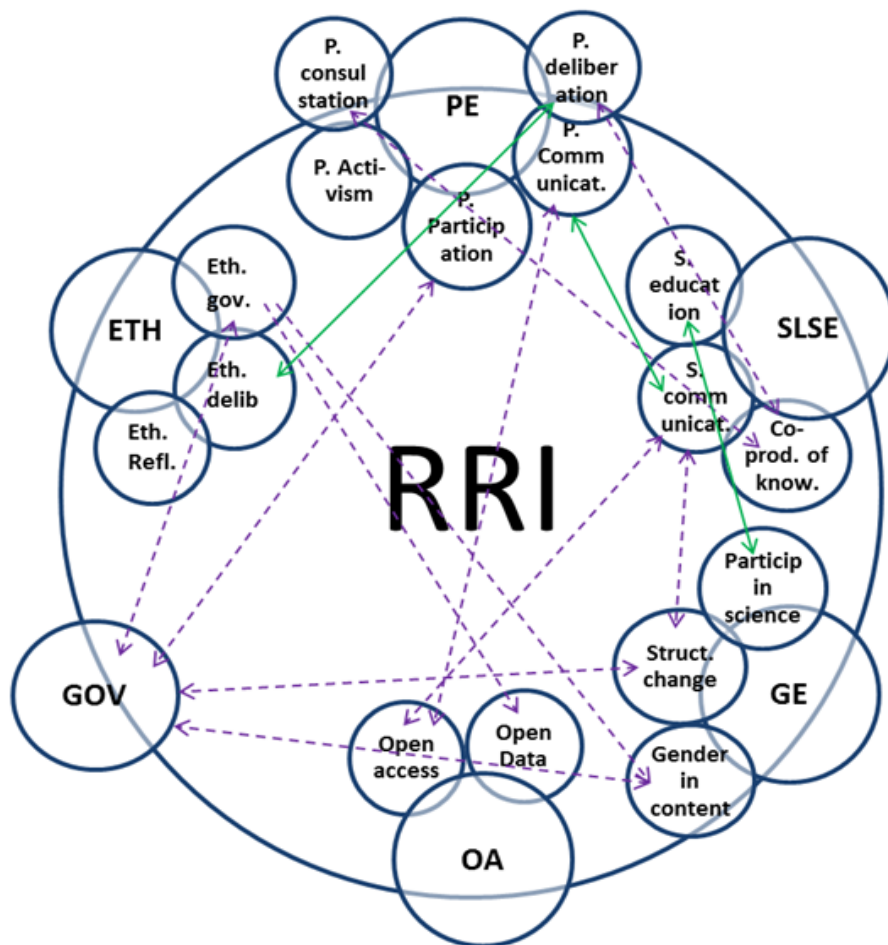 P.
consul
station
PE
P.
deliber
ation
P.
Comm
unicat.
P. Acti-
vism
P.
Particip
ation
Eth.
gov.
ETH
Eth.
delib
Eth.
Refl.
S.
educat
ion
SLSE
S.
comm
unicat.
Co-
prod. of
know.
RRI
Particip
in
science
Struct.
change
GE
Gender
in
content
GOV
Open
access
Open
Data
OA